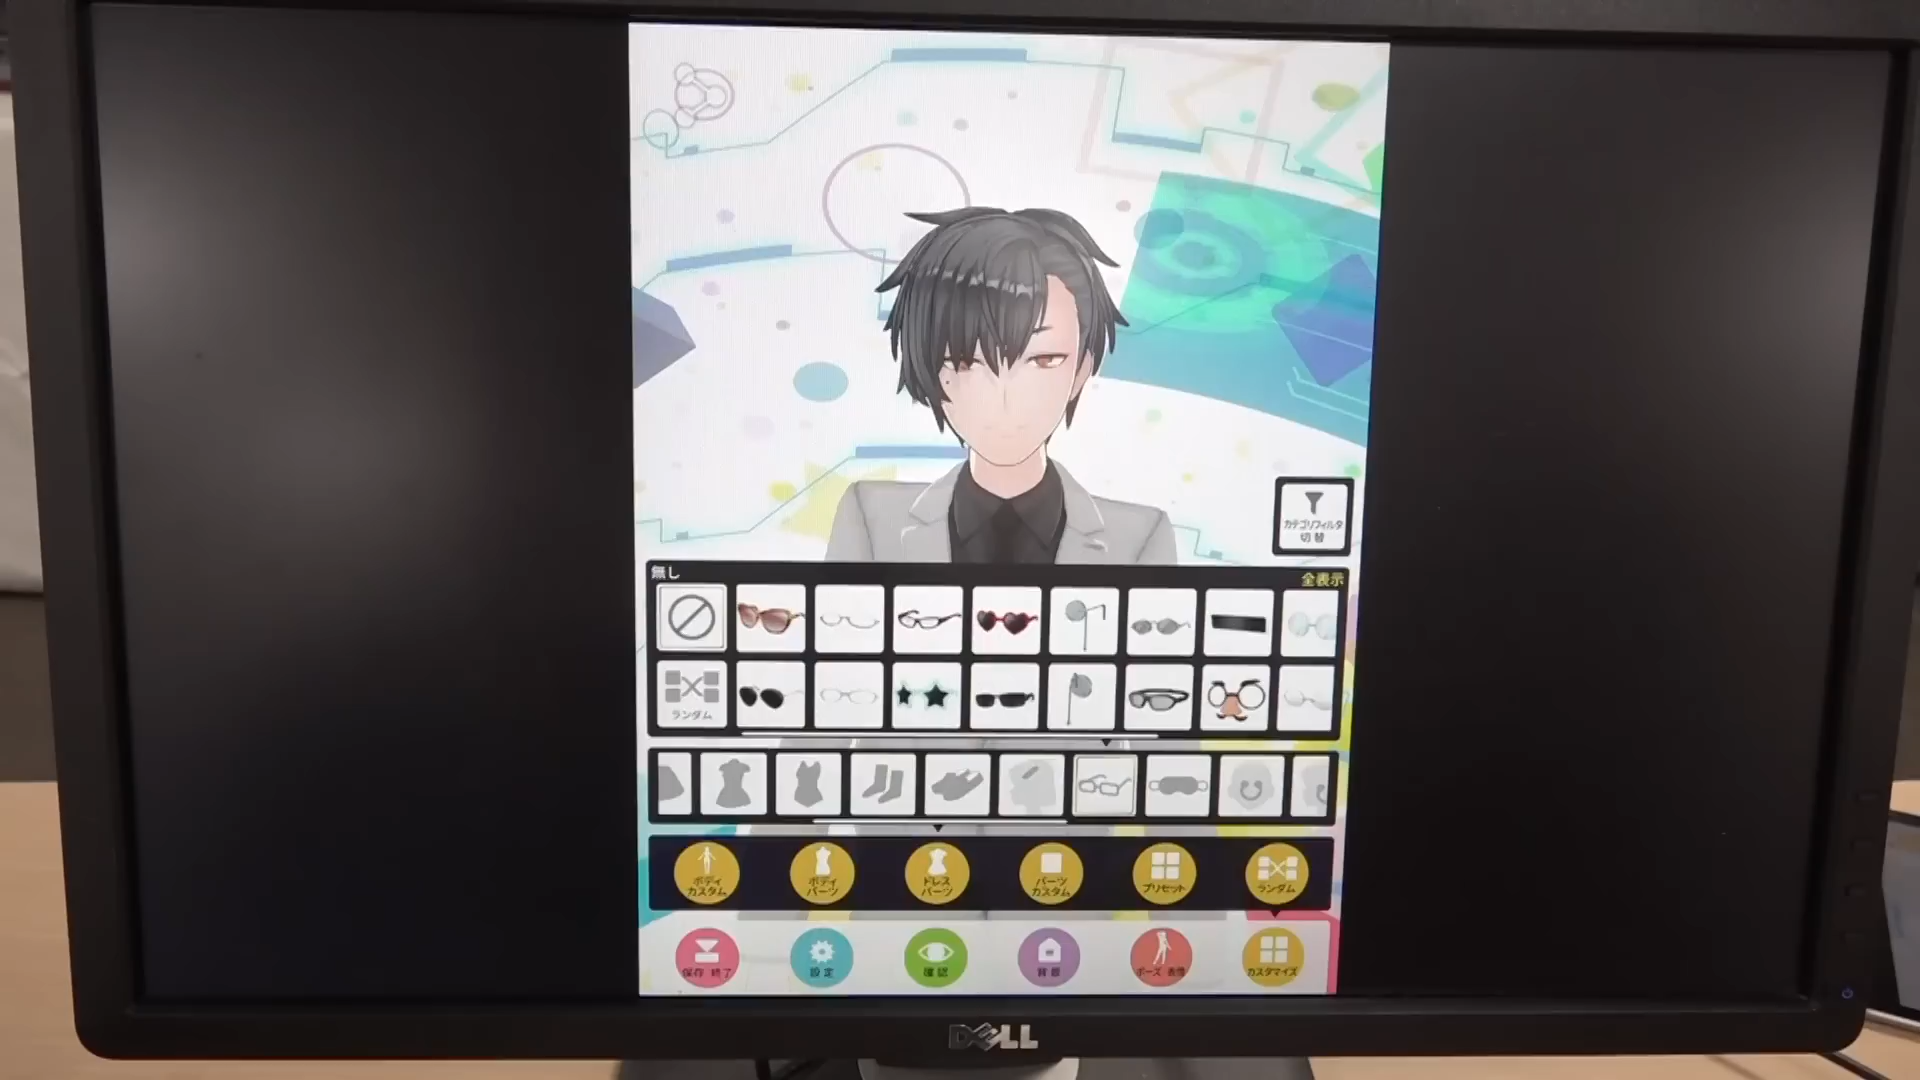 カテゴリフィルタ
切替
無し
全表示
ランダム
ボディ
カスタム
ボディ
パーツ
ドレス
パーツ
パーツ
カスタム
プリセット
ランダム
保存 終了
設定
確認
背景
ポーズ 表情
カスタマイズ
DELL